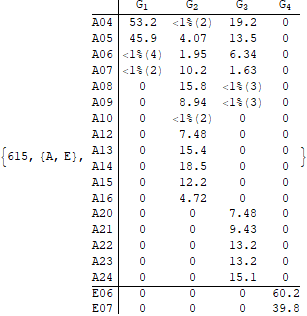 G1 G2 G3 G4
A04 53.2 <1%(2) 19.2 0
A05 45.9 4.07 13.5 0
A06 <1%(4) 1.95 6.34 0
A07 <1%(2) 10.2 1.63 0
A08 0 15.8 <1%(3) 0
A09 0 8.94 <1%(3) 0
A10 0 <1%(2) 0 0
A12 0 7.48 0 0
A13 0 15.4 0 0
{615, {A, E}, A14 0 18.5 0 0 }
A15 0 12.2 0 0
A16 0 4.72 0 0
A20 0 0 7.48 0
A21 0 0 9.43 0
A22 0 0 13.2 0
A23 0 0 13.2 0
A24 0 0 15.1 0
E06 0 0 0 60.2
E07 0 0 0 39.8